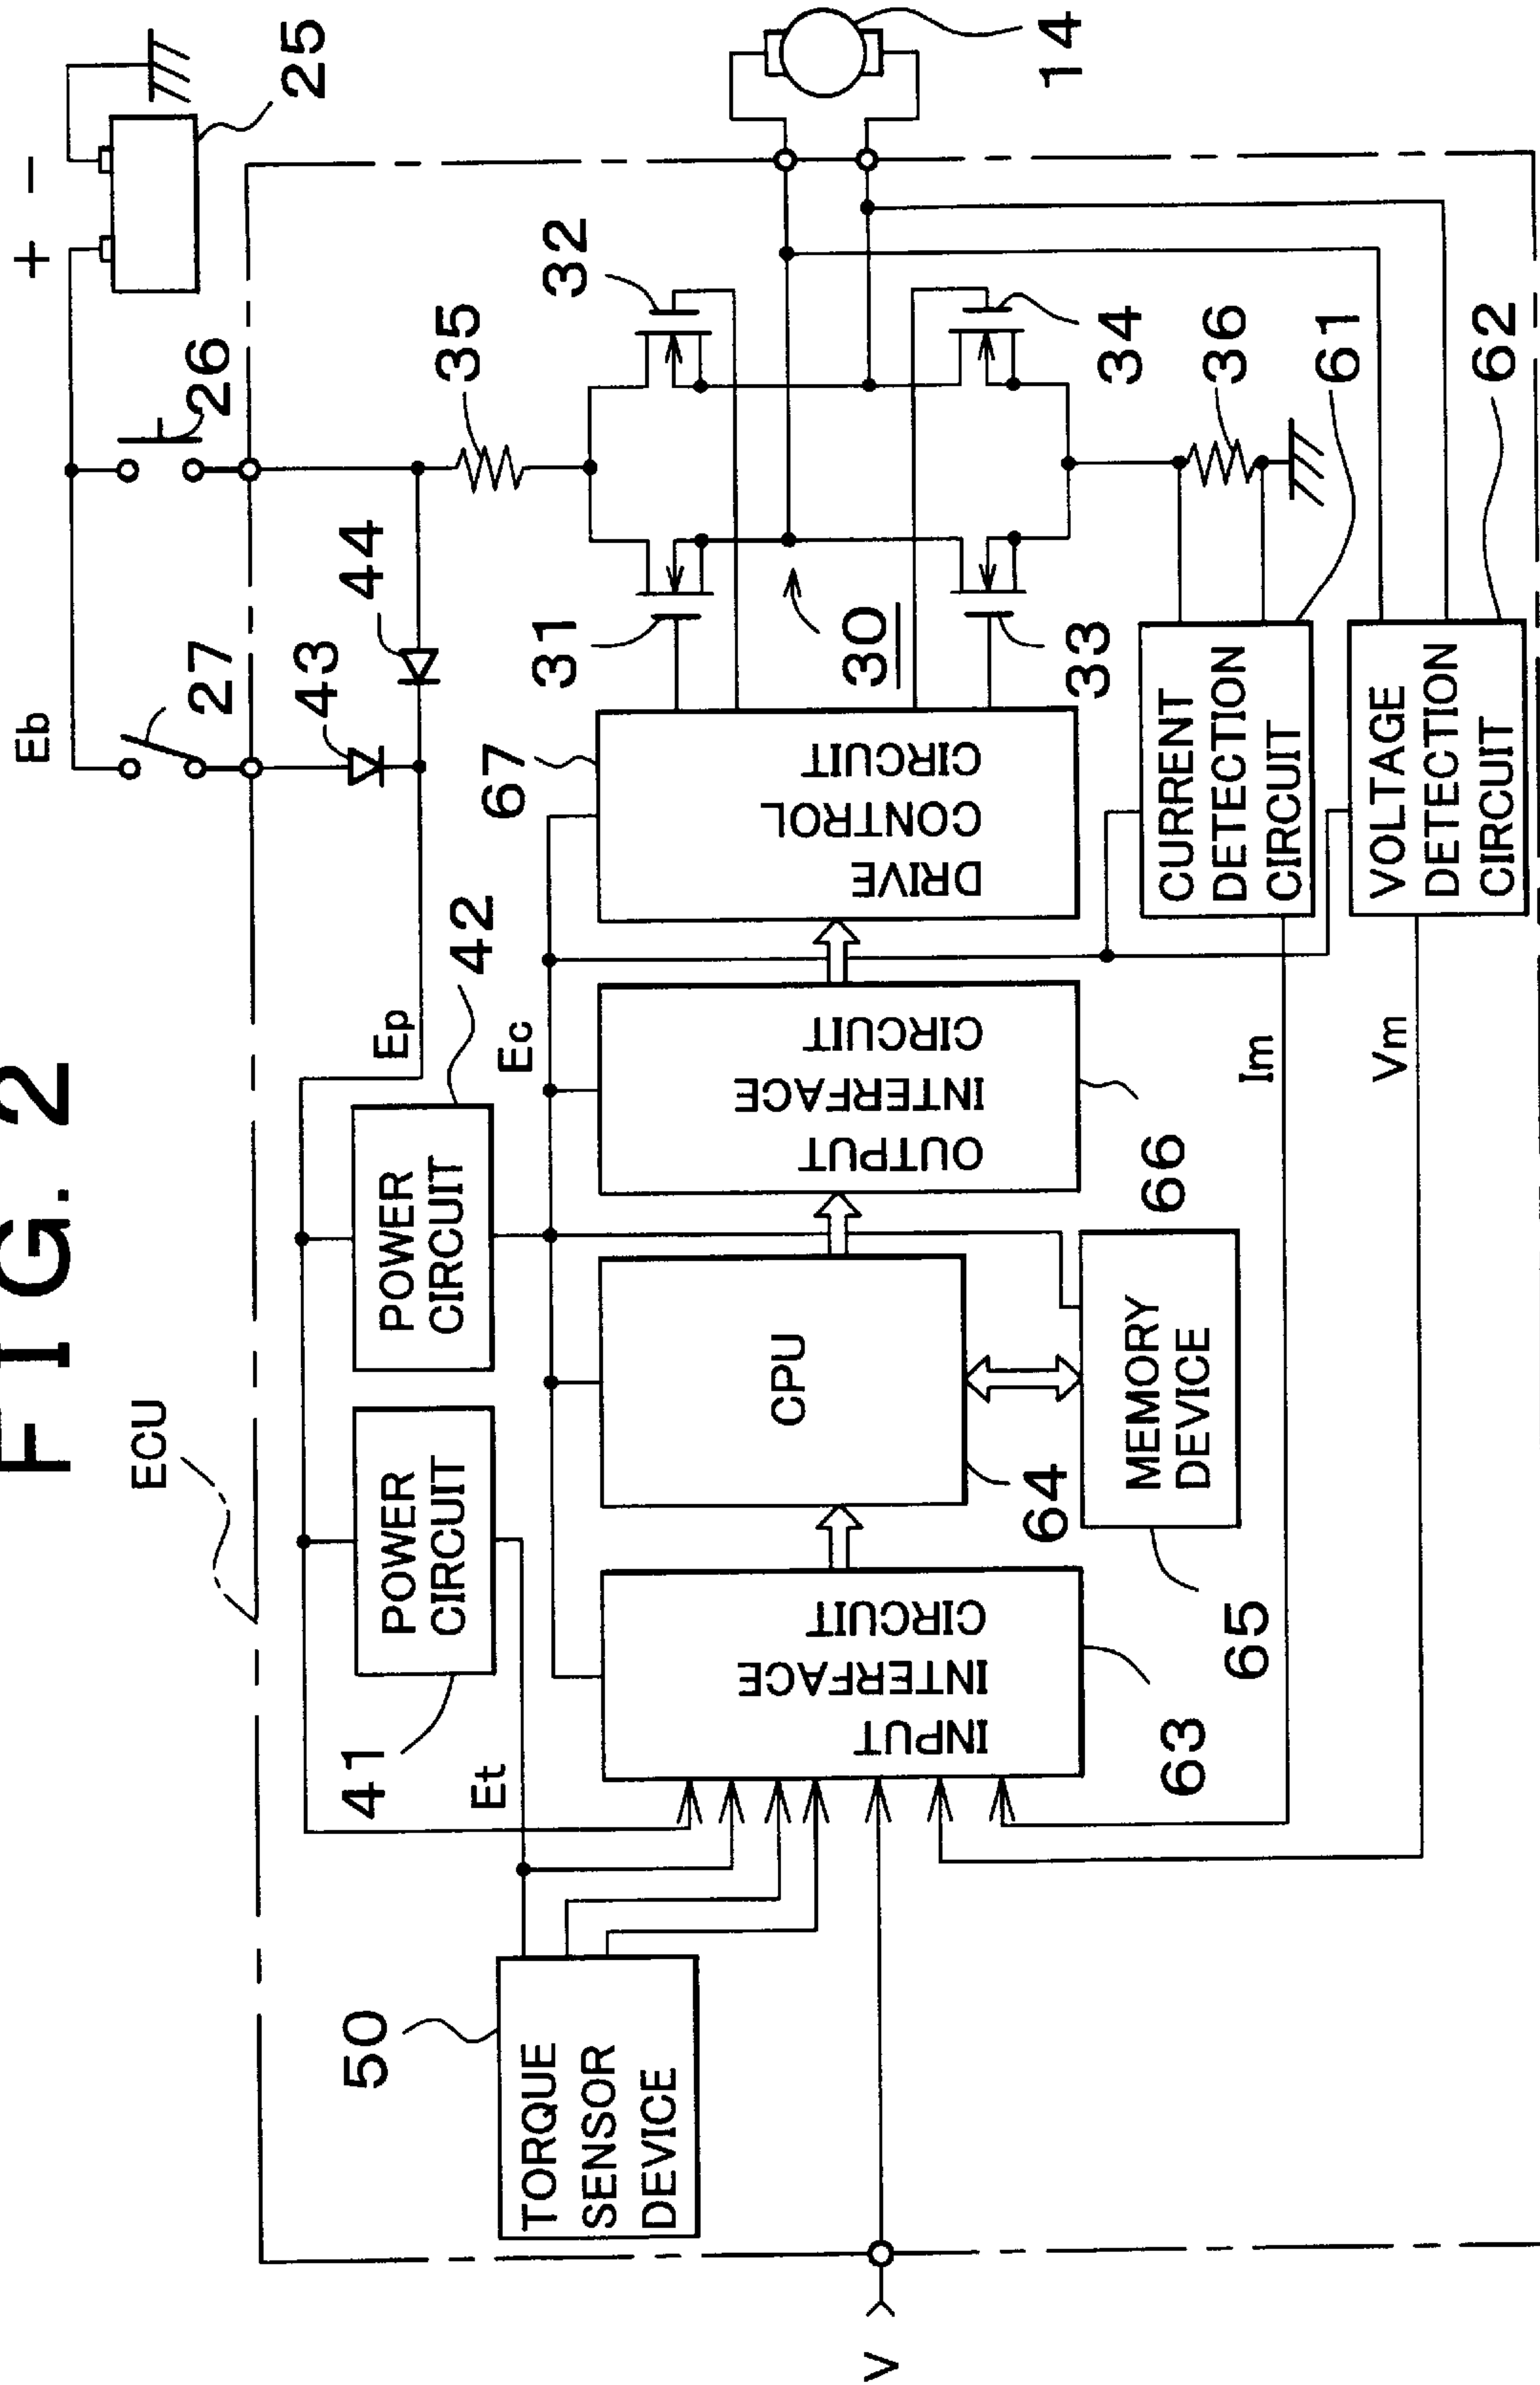 FIG. 2
Eb
+ -
25
26
27
ECU
43
44
35
Ep
42
POWER
CIRCUIT
41
POWER
CIRCUIT
Et
Ec
67
31
32
30
33
34
36
61
62
14
50
TORQUE
SENSOR
DEVICE
INPUT
INTERFACE
CIRCUIT
63
CPU
64
MEMORY
DEVICE
65
OUTPUT
INTERFACE
CIRCUIT
66
DRIVE
CONTROL
CIRCUIT
CURRENT
DETECTION
CIRCUIT
VOLTAGE
DETECTION
CIRCUIT
Im
Vm
V